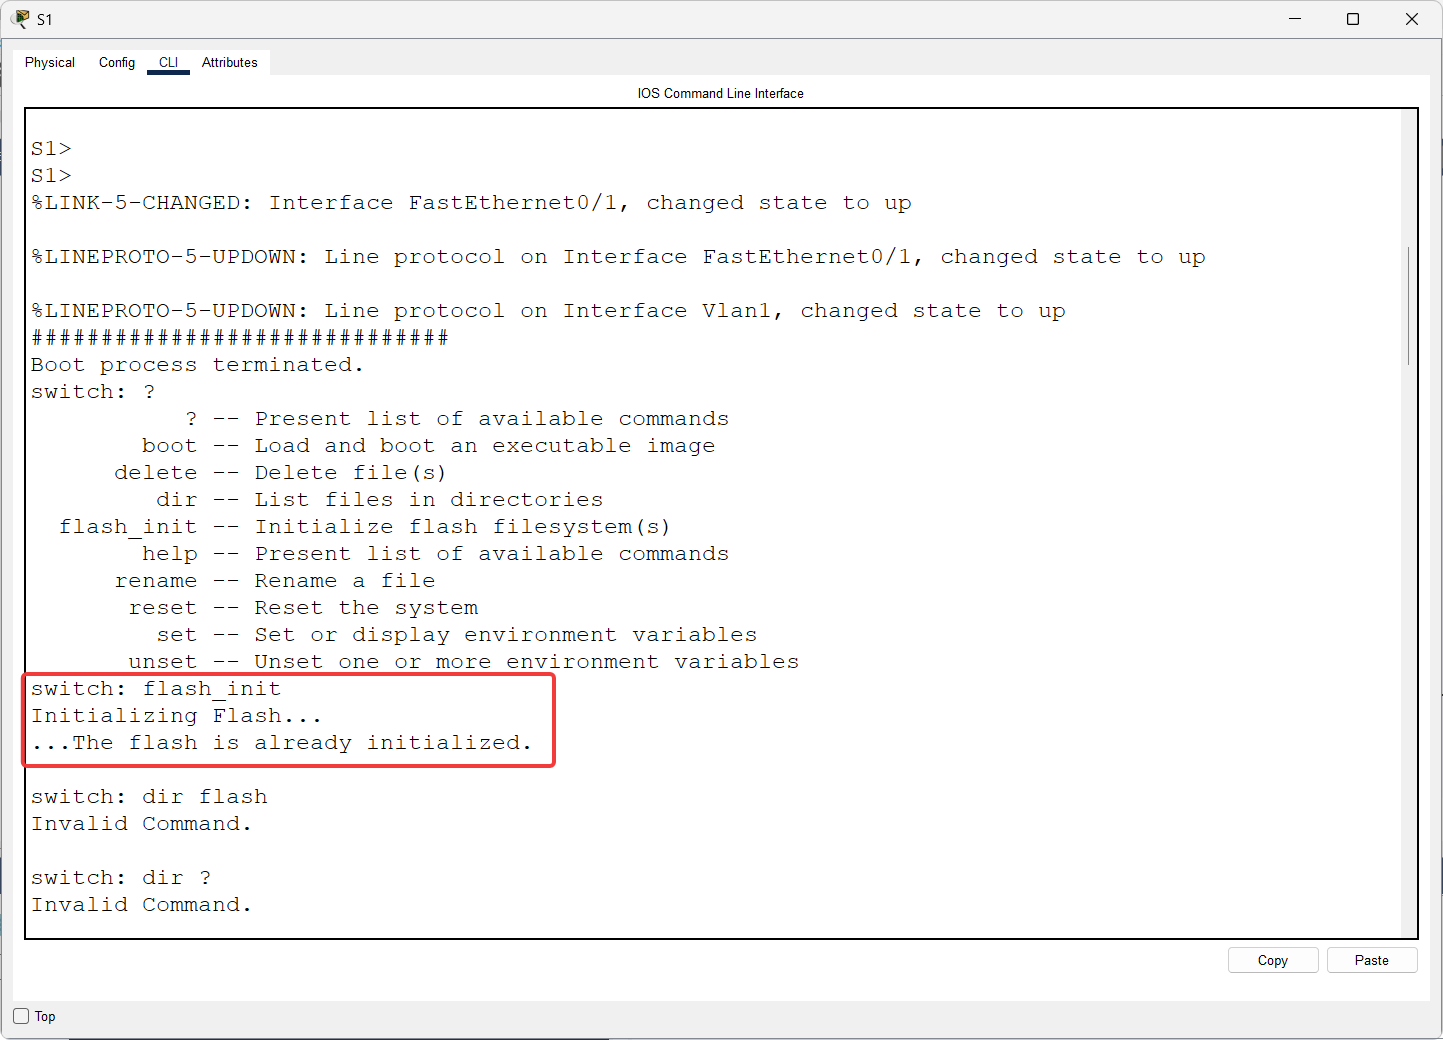 S1
Physical Config CLI Attributes
IOS Command Line Interface
S1>
S1>
%LINK-5-CHANGED: Interface FastEthernet0/1, changed state to up
%LINEPROTO-5-UPDOWN: Line protocol on Interface FastEthernet0/1, changed state to up
%LINEPROTO-5-UPDOWN: Line protocol on Interface Vlan1, changed state to up
##############################
Boot process terminated.
switch: ?
? -- Present list of available commands
boot -- Load and boot an executable image
delete -- Delete file(s)
dir -- List files in directories
flash_init -- Initialize flash filesystem(s)
help -- Present list of available commands
rename -- Rename a file
reset -- Reset the system
set -- Set or display environment variables
unset -- Unset one or more environment variables
switch: flash_init
Initializing Flash...
...The flash is already initialized.
switch: dir flash
Invalid Command.
switch: dir ?
Invalid Command.
Copy Paste
Top